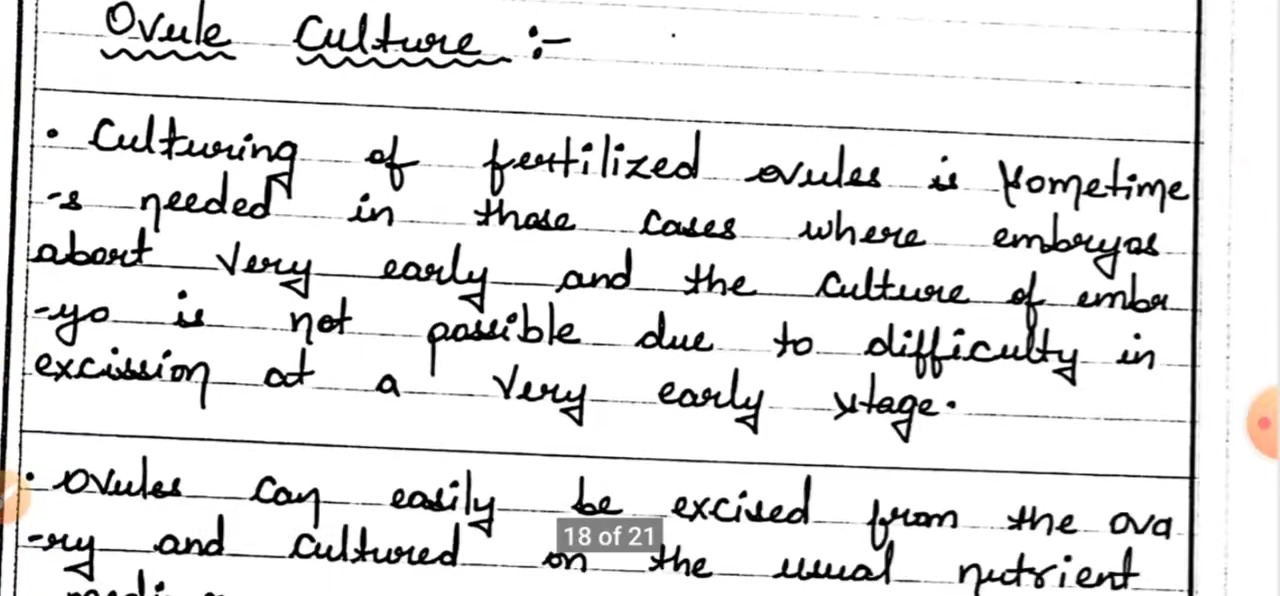 Ovule Culture :-
• Culturing of fertilized ovules is sometime
-s needed in those cases where embryos
abort very early and the culture of embr
-yo is not possible due to difficulty in
excission at a very early stage.
• Ovules can easily be excised from the ova
18 of 21
-ry and cultured on the usual nutrient